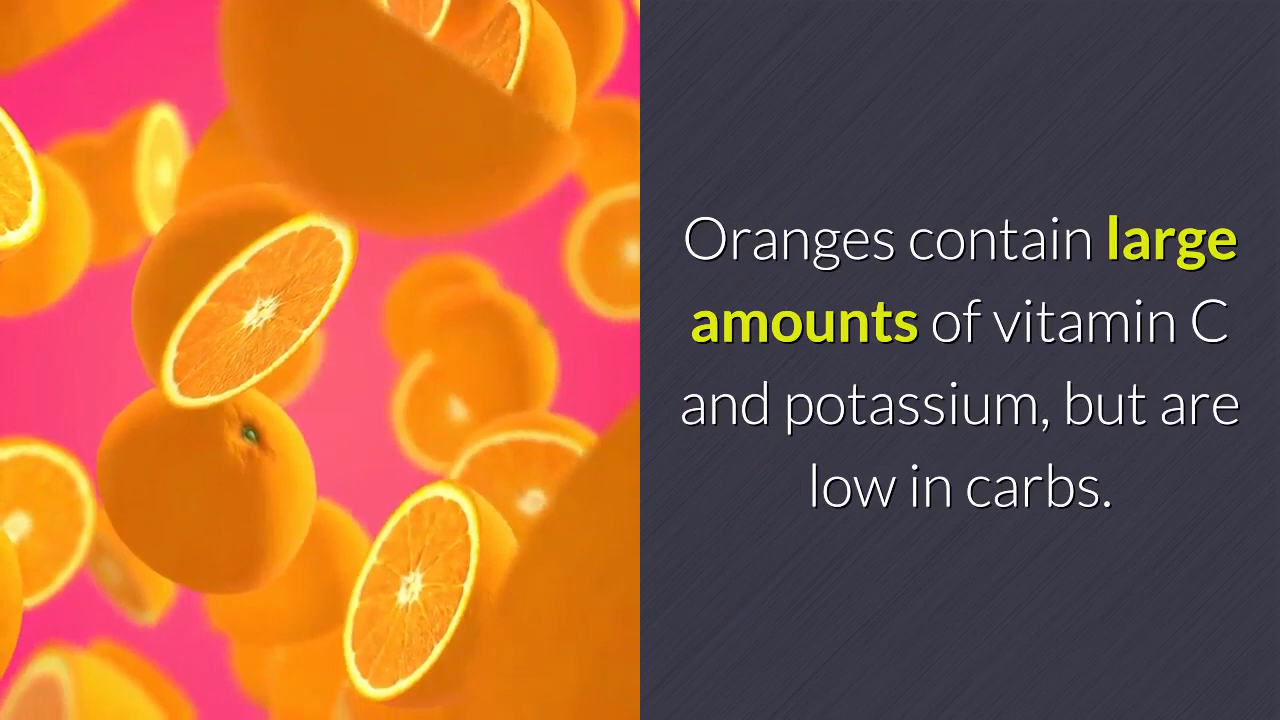 Oranges contain large
amounts of vitamin C
and potassium, but are
low in carbs.